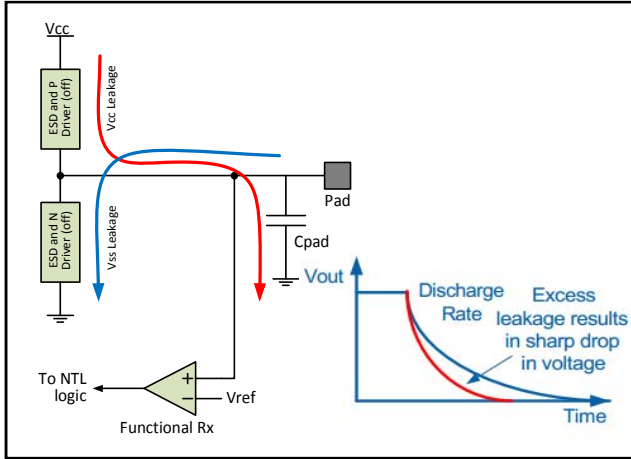 Vcc
ESD and P
Driver (off)
Vcc Leakage
Pad
ESD and N
Driver (off)
Vss Leakage
Cpad
Vout
Discharge
Rate
Excess
leakage results
in sharp drop
in voltage
Time
To NTL
logic
+
−
Vref
Functional Rx